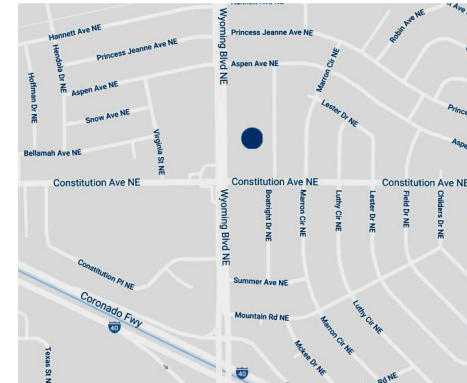 Hannett Ave NE
Princess Jeanne Ave NE
Hendola Dr NE
Hoffman Dr NE
Aspen Ave NE
Snow Ave NE
Virginia St NE
Bellamah Ave NE
Constitution Ave NE
Wyoming Blvd NE
Princess Jeanne Ave NE
Aspen Ave NE
Marron Cir NE
Robin Ave NE
Lester Dr NE
Constitution Ave NE
Constitution Ave NE
Wyoming Blvd NE
Boatright Dr NE
Marron Cir NE
Luthy Cir NE
Lester Dr NE
Field Dr NE
Childers Dr NE
Constitution Pl NE
Summer Ave NE
Coronado Fwy
40
Mountain Rd NE
Luthy Cir NE
Marron Cir NE
Mckee Dr NE
40
Texas St N
Rd NE